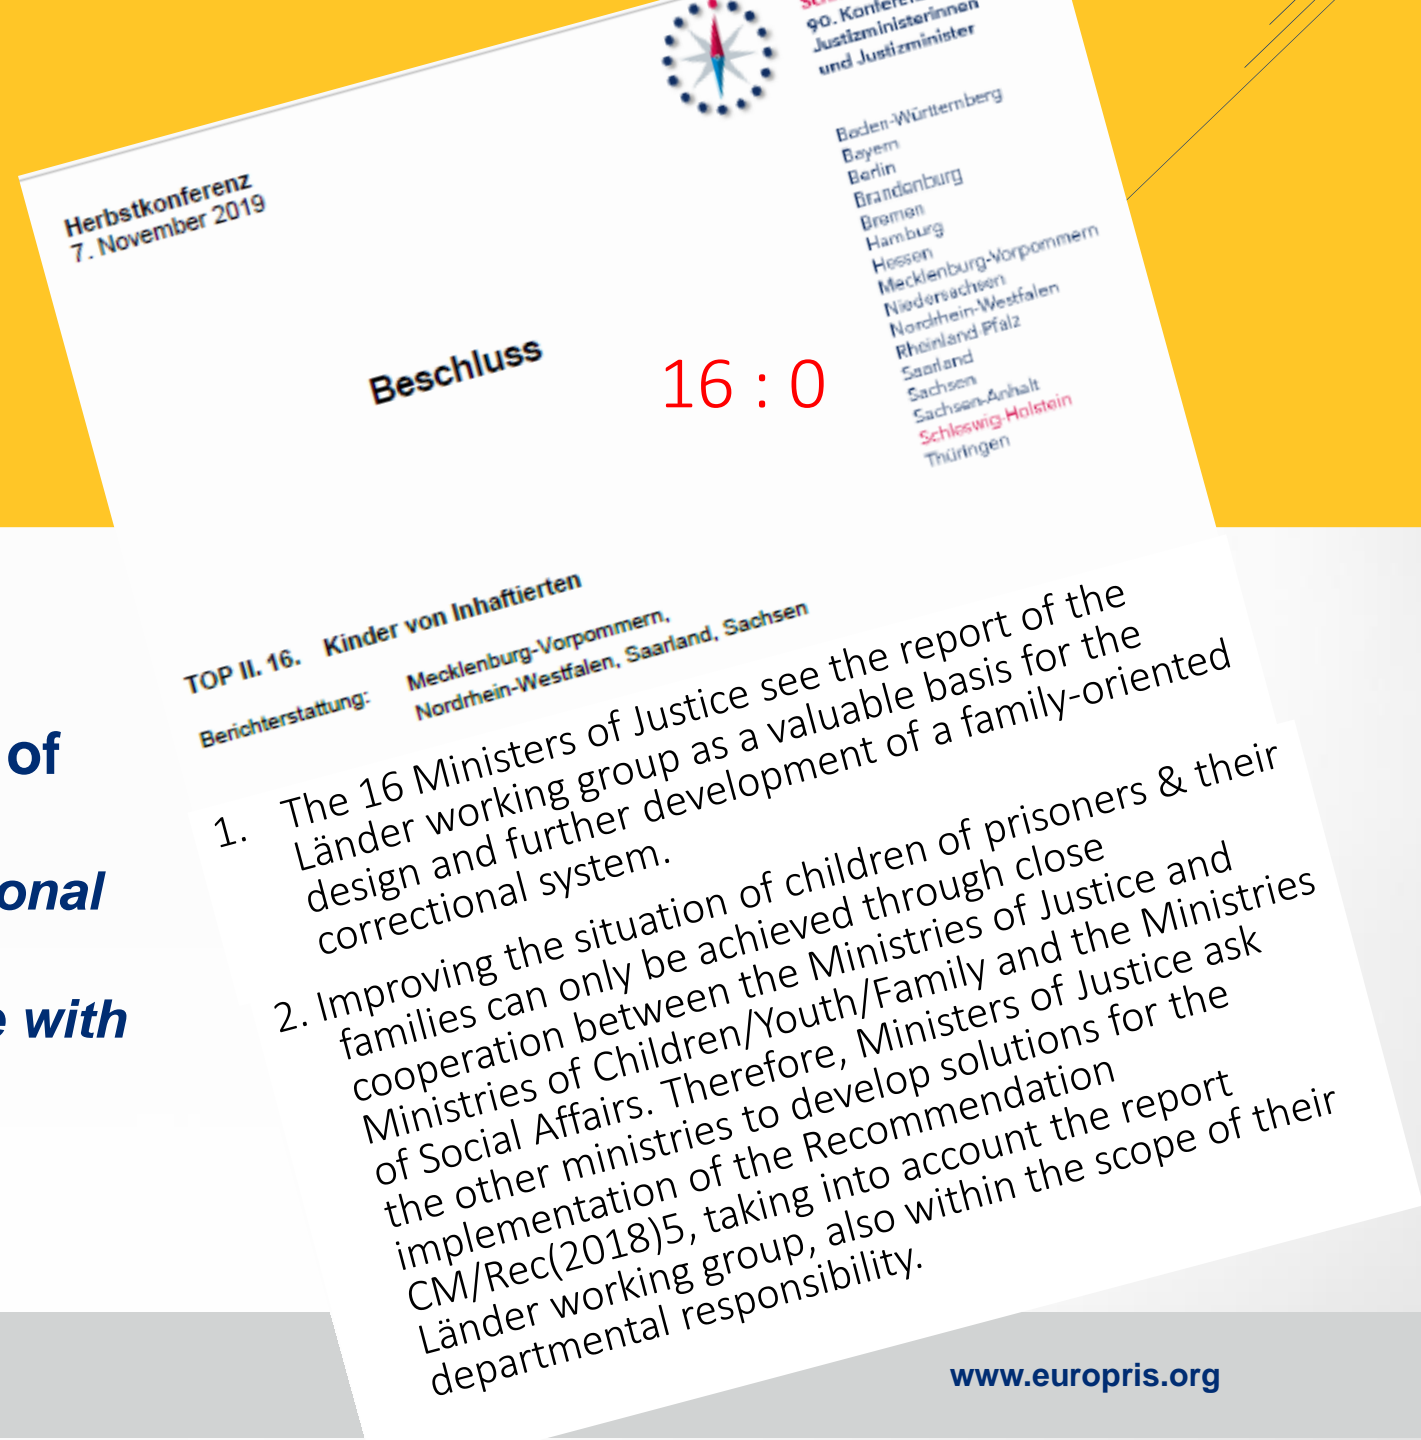 90. Konferenz
Justizministerinnen
und Justizminister
Baden-Württemberg
Bayern
Berlin
Brandenburg
Bremen
Hamburg
Hessen
Mecklenburg-Vorpommern
Niedersachsen
Nordrhein-Westfalen
Rheinland-Pfalz
Saarland
Sachsen
Sachsen-Anhalt
Schleswig-Holstein
Thüringen
Herbstkonferenz
7. November 2019
Beschluss
16 : 0
TOP II. 16. Kinder von Inhaftierten
Berichterstattung: Mecklenburg-Vorpommern,
Nordrhein-Westfalen, Saarland, Sachsen
1. The 16 Ministers of Justice see the report of the
Länder working group as a valuable basis for the
design and further development of a family-oriented
correctional system.
2. Improving the situation of children of prisoners & their
families can only be achieved through close
cooperation between the Ministries of Justice and
Ministries of Children/Youth/Family and the Ministries
of Social Affairs. Therefore, Ministers of Justice ask
the other ministries to develop solutions for the
implementation of the Recommendation
CM/Rec(2018)5, taking into account the report
Länder working group, also within the scope of their
departmental responsibility.
of
onal
e with
www.europris.org